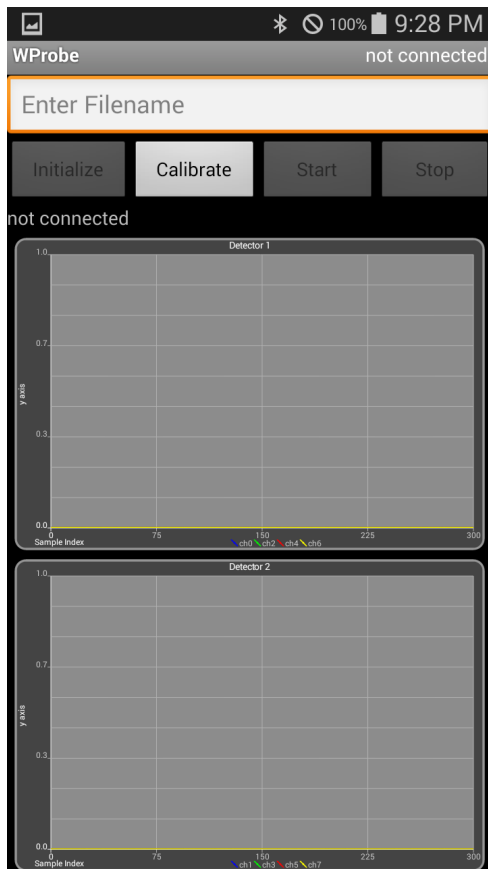 100% 9:28 PM
WProbe not connected
Enter Filename
Initialize Calibrate Start Stop
not connected
Detector 1
1.0
0.7
y axis
0.3
0.0
0 75 150 225 300
Sample Index ch0 ch2 ch4 ch6
Detector 2
1.0
0.7
y axis
0.3
0.0
0 75 150 225 300
Sample Index ch1 ch3 ch5 ch7